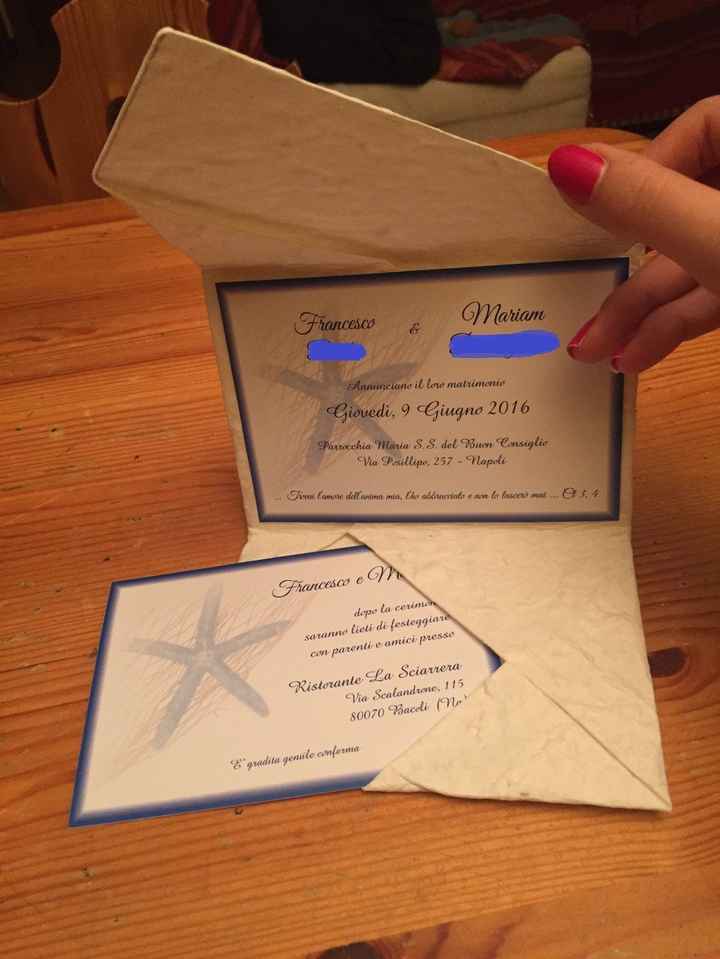 Francesco & Mariam
Annunciano il loro matrimonio
Giovedì, 9 Giugno 2016
Parrocchia Maria S.S. del Buon Consiglio
Via Posillipo, 257 - Napoli
... Trovai l'amore dell'anima mia, l'ho abbracciato e non lo lascerò mai ... Ct 3, 4
Francesco e M
dopo la cerimon
saranno lieti di festeggiare
con parenti e amici presso
Ristorante La Sciarrera
Via Scalandrone, 115
80070 Bacoli (Na)
E' gradita gentile conferma